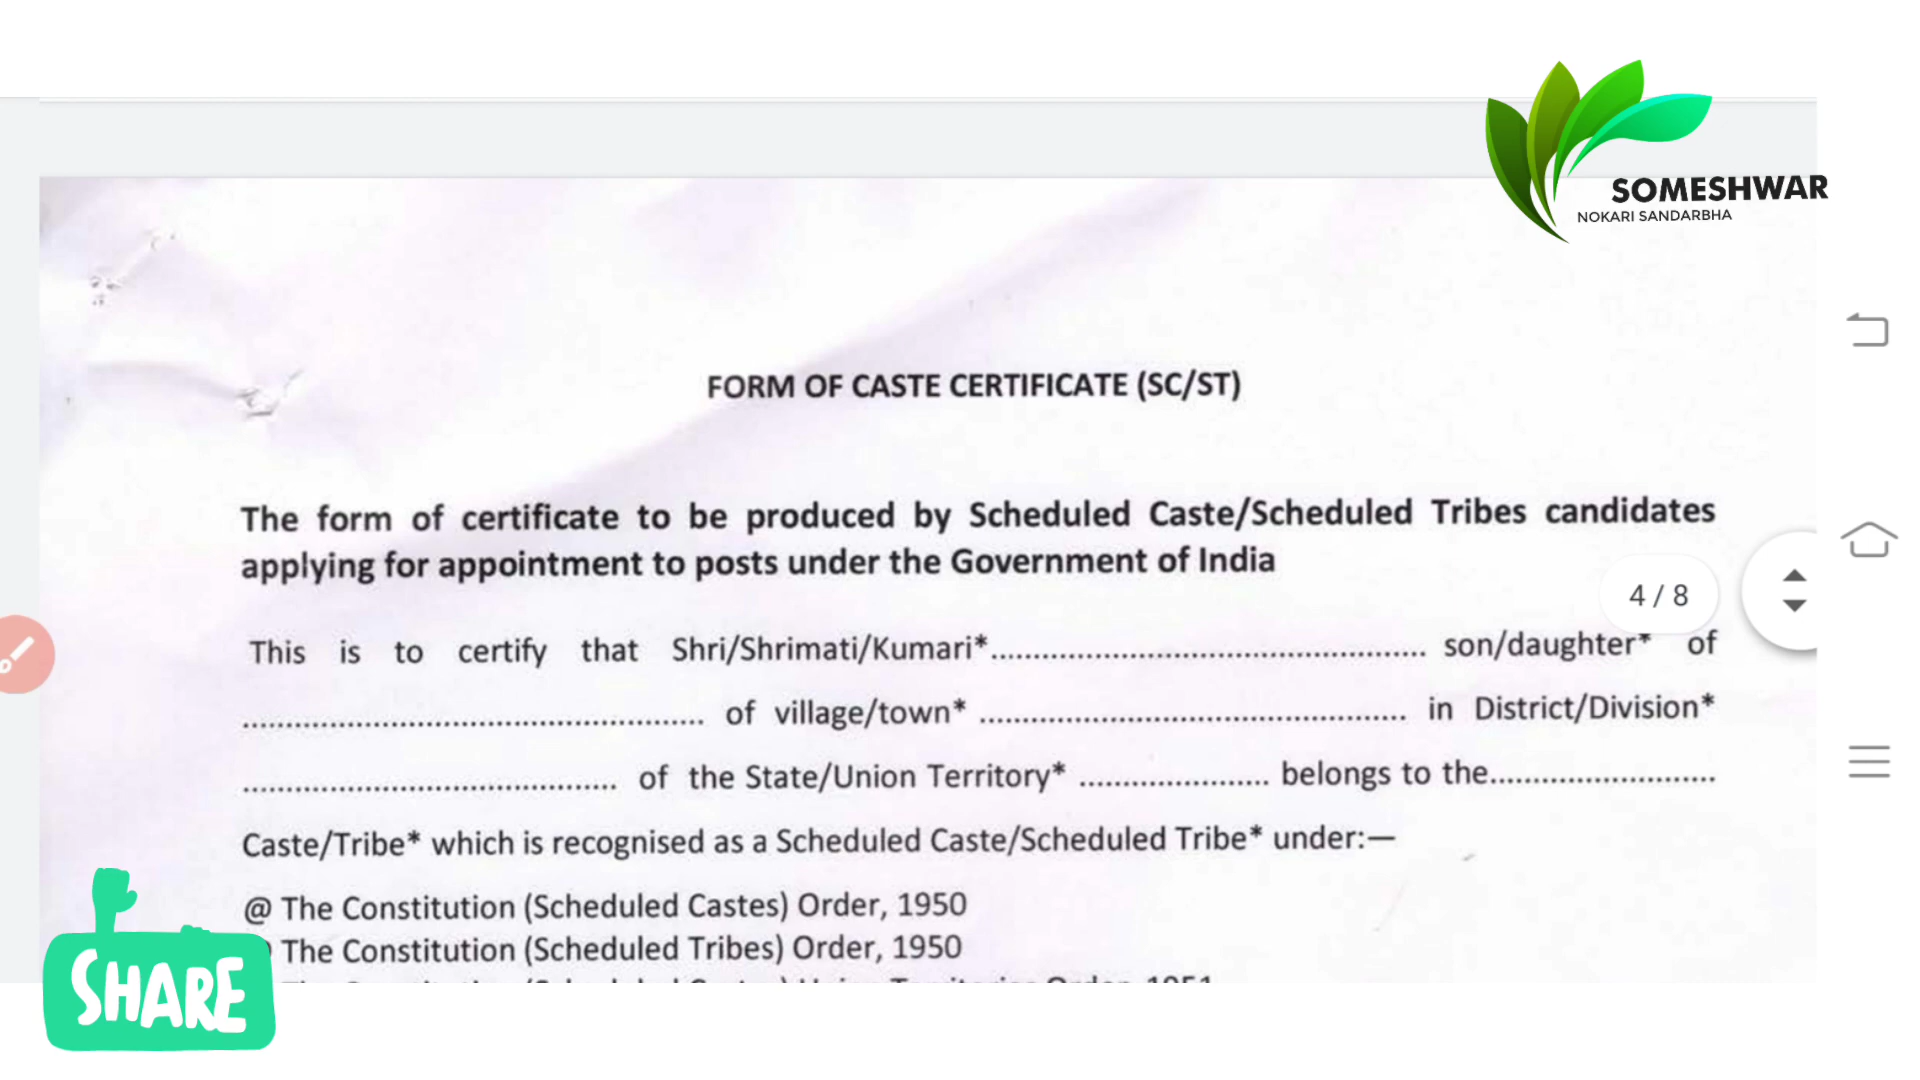 SOMESHWAR
NOKARI SANDARBHA
FORM OF CASTE CERTIFICATE (SC/ST)
The form of certificate to be produced by Scheduled Caste/Scheduled Tribes candidates
applying for appointment to posts under the Government of India
4 / 8
This is to certify that Shri/Shrimati/Kumari*.................................................. son/daughter* of
..................................................... of village/town* ................................................. in District/Division*
........................................... of the State/Union Territory* ...................... belongs to the..........................
Caste/Tribe* which is recognised as a Scheduled Caste/Scheduled Tribe* under:—
@ The Constitution (Scheduled Castes) Order, 1950
The Constitution (Scheduled Tribes) Order, 1950
SHARE